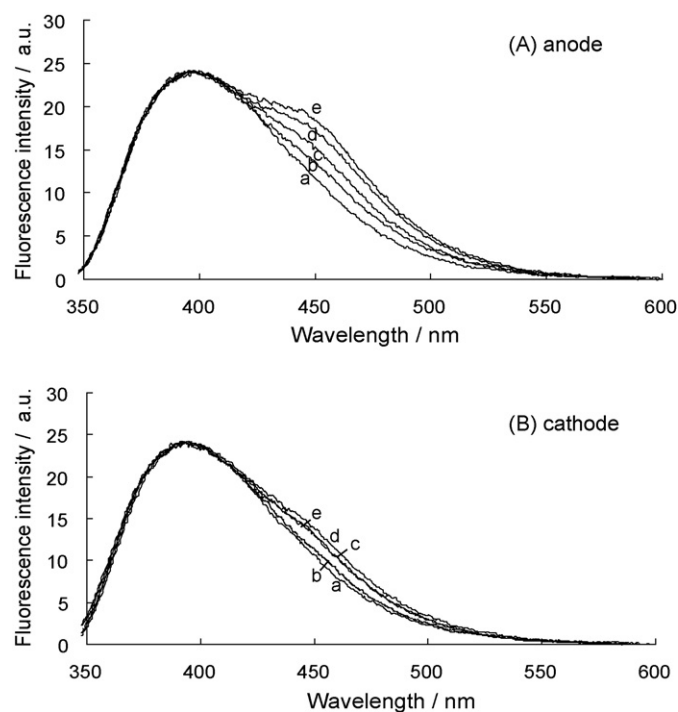 30
25
20
15
10
5
0
Fluorescence intensity / a.u.
(A) anode
e
d
c
b
a
350 400 450 500 550 600
Wavelength / nm
30
25
20
15
10
5
0
Fluorescence intensity / a.u.
(B) cathode
e
d
c
b
a
350 400 450 500 550 600
Wavelength / nm